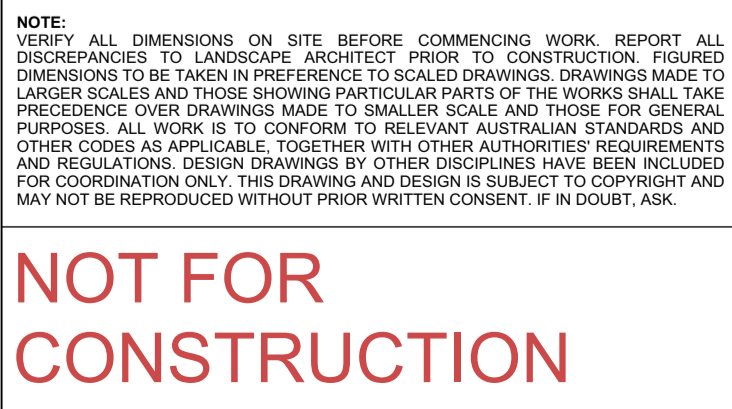 NOTE:
VERIFY ALL DIMENSIONS ON SITE BEFORE COMMENCING WORK. REPORT ALL
DISCREPANCIES TO LANDSCAPE ARCHITECT PRIOR TO CONSTRUCTION. FIGURED
DIMENSIONS TO BE TAKEN IN PREFERENCE TO SCALED DRAWINGS. DRAWINGS MADE TO
LARGER SCALES AND THOSE SHOWING PARTICULAR PARTS OF THE WORKS SHALL TAKE
PRECEDENCE OVER DRAWINGS MADE TO SMALLER SCALE AND THOSE FOR GENERAL
PURPOSES. ALL WORK IS TO CONFORM TO RELEVANT AUSTRALIAN STANDARDS AND
OTHER CODES AS APPLICABLE, TOGETHER WITH OTHER AUTHORITIES' REQUIREMENTS
AND REGULATIONS. DESIGN DRAWINGS BY OTHER DISCIPLINES HAVE BEEN INCLUDED
FOR COORDINATION ONLY. THIS DRAWING AND DESIGN IS SUBJECT TO COPYRIGHT AND
MAY NOT BE REPRODUCED WITHOUT PRIOR WRITTEN CONSENT. IF IN DOUBT, ASK.
NOT FOR
CONSTRUCTION